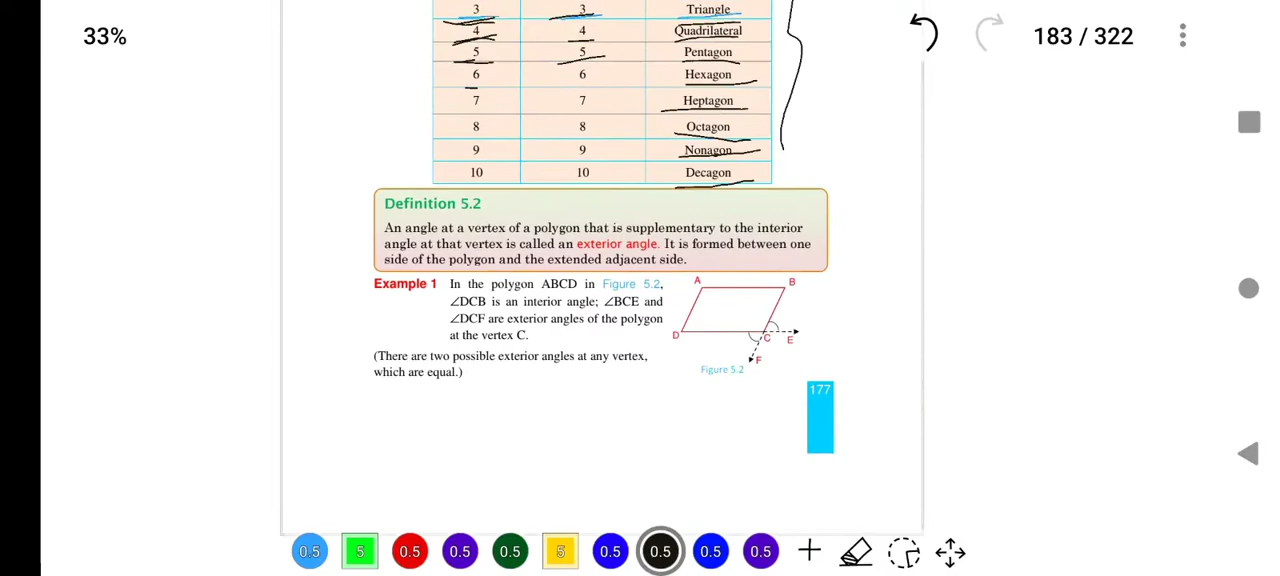 33%
183 / 322
3 3 Triangle
4 4 Quadrilateral
5 5 Pentagon
6 6 Hexagon
7 7 Heptagon
8 8 Octagon
9 9 Nonagon
10 10 Decagon
Definition 5.2
An angle at a vertex of a polygon that is supplementary to the interior
angle at that vertex is called an exterior angle. It is formed between one
side of the polygon and the extended adjacent side.
Example 1 In the polygon ABCD in Figure 5.2,
∠DCB is an interior angle; ∠BCE and
∠DCF are exterior angles of the polygon
at the vertex C.
(There are two possible exterior angles at any vertex,
which are equal.)
A B
D C E
F
Figure 5.2
177
0.5 5 0.5 0.5 0.5 5 0.5 0.5 0.5 0.5